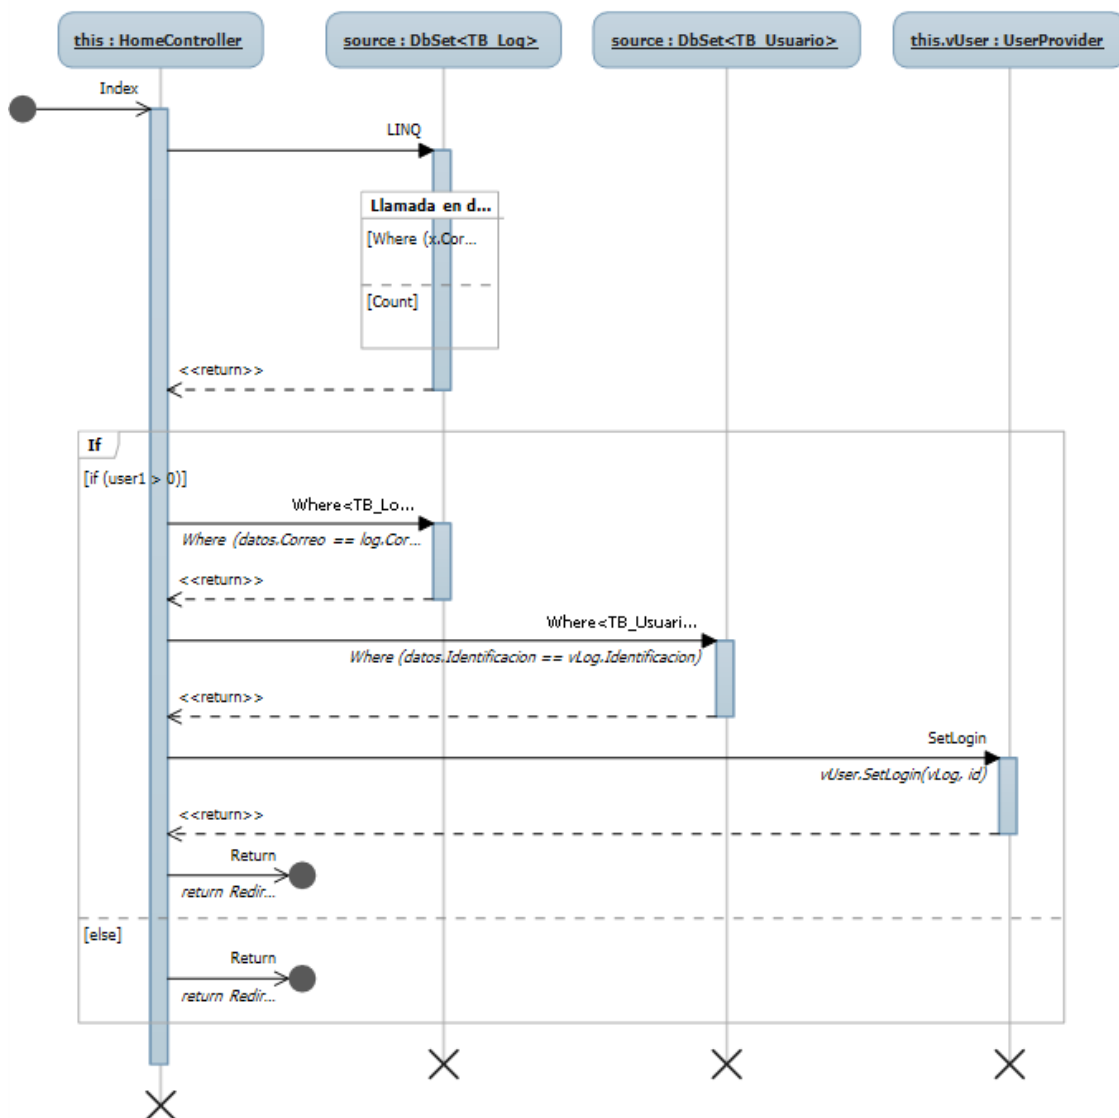 this : HomeController
source : DbSet<TB_Log>
source : DbSet<TB_Usuario>
this.vUser : UserProvider
Index
LINQ
Llamada en d...
[Where (x.Cor...
[Count]
<<return>>
If
[if (user1 > 0)]
Where<TB_Lo...
Where (datos.Correo == log.Cor...
<<return>>
Where<TB_Usuari...
Where (datos.Identificacion == vLog.Identificacion)
<<return>>
SetLogin
vUser.SetLogin(vLog, id)
<<return>>
Return
return Redir...
[else]
Return
return Redir...